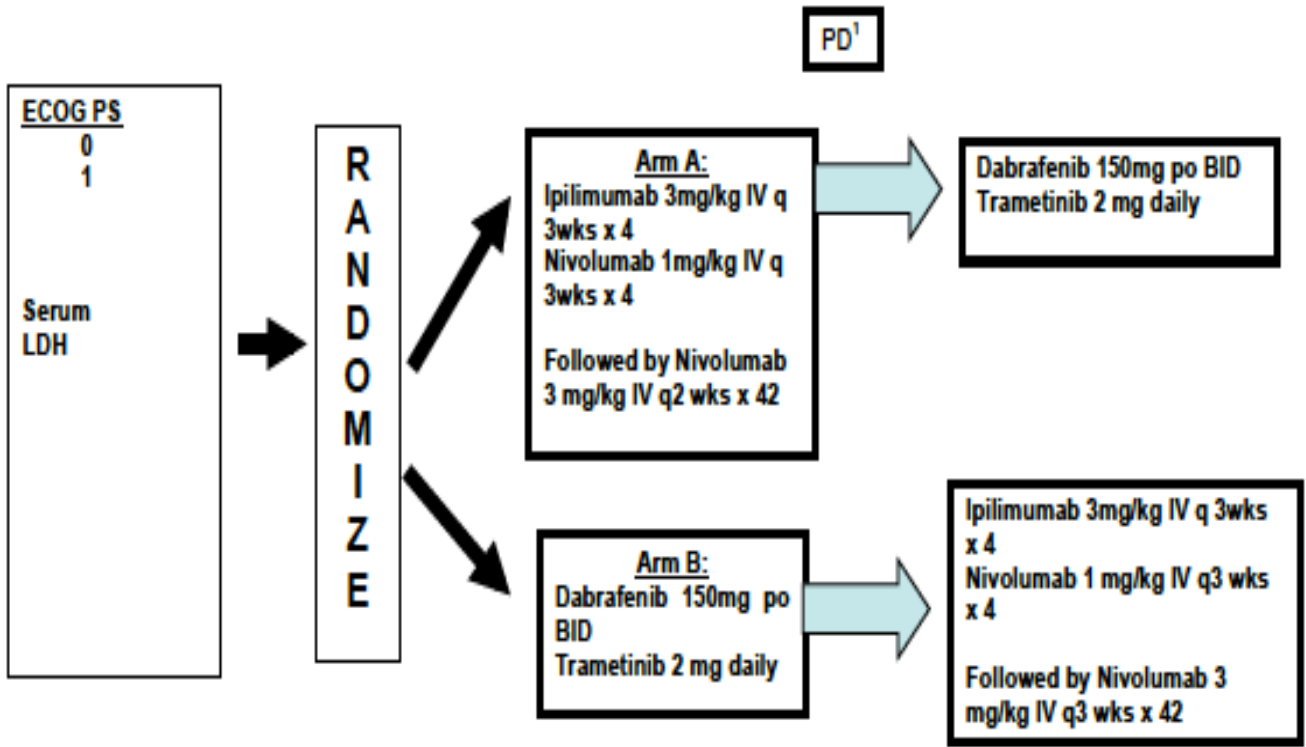 PD¹
ECOG PS
0
1
Serum
LDH
R
A
N
D
O
M
I
Z
E
Arm A:
Ipilimumab 3mg/kg IV q
3wks x 4
Nivolumab 1mg/kg IV q
3wks x 4
Followed by Nivolumab
3 mg/kg IV q2 wks x 42
Dabrafenib 150mg po BID
Trametinib 2 mg daily
Arm B:
Dabrafenib 150mg po
BID
Trametinib 2 mg daily
Ipilimumab 3mg/kg IV q 3wks
x 4
Nivolumab 1 mg/kg IV q3 wks
x 4
Followed by Nivolumab 3
mg/kg IV q3 wks x 42